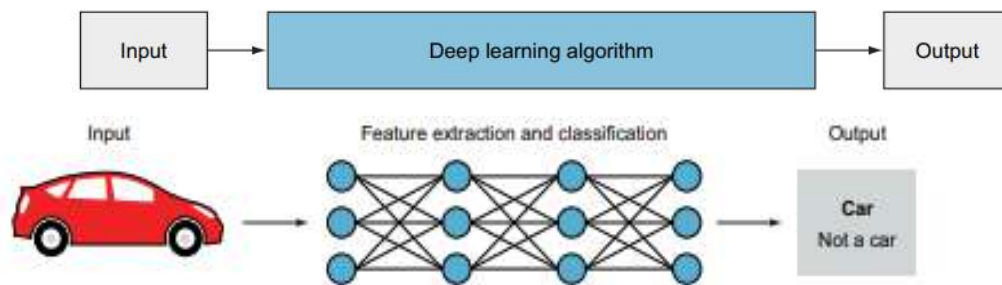 Input
Deep learning algorithm
Output
Input
Feature extraction and classification
Output
Car
Not a car